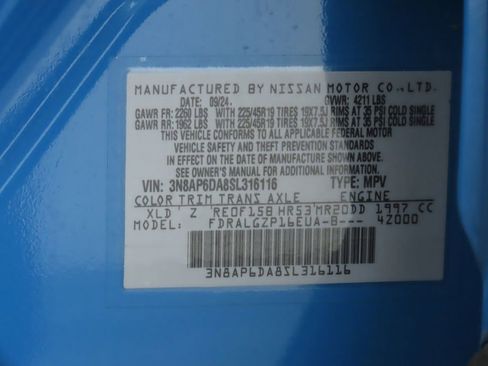 MANUFACTURED BY NISSAN MOTOR CO.,LTD.
DATE: 09/24 GVWR: 4211 LBS
GAWR FR: 2260 LBS WITH 225/45R19 TIRES 19X7.5J RIMS AT 35 PSI COLD SINGLE
GAWR RR: 1962 LBS WITH 225/45R19 TIRES 19X7.5J RIMS AT 35 PSI COLD SINGLE
THIS VEHICLE CONFORMS TO ALL APPLICABLE FEDERAL MOTOR
VEHICLE SAFETY AND THEFT PREVENTION STANDARDS IN EFFECT
ON THE DATE OF MANUFACTURE SHOWN ABOVE.
SEE OWNER'S MANUAL FOR ADDITIONAL INFORMATION.
VIN: 3N8AP6DA8SL316116 TYPE: MPV
COLOR TRIM TRANS AXLE ENGINE
XLD Z RE0F15B HR53 MR20DD 1997 CC
MODEL: FDRALGZP16EUA-B--- 4Z000
3N8AP6DA8SL316116